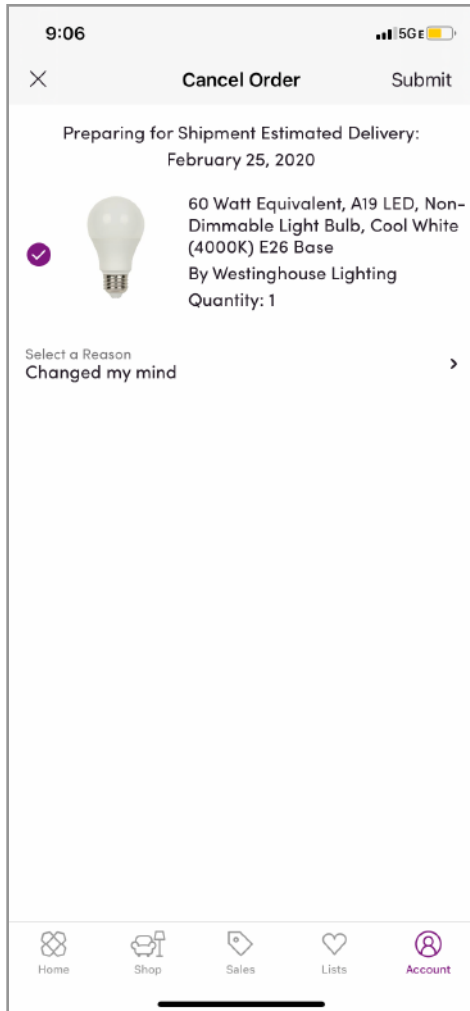 9:06
5GE
Cancel Order
Submit
Preparing for Shipment Estimated Delivery:
February 25, 2020
60 Watt Equivalent, A19 LED, Non-
Dimmable Light Bulb, Cool White
(4000K) E26 Base
By Westinghouse Lighting
Quantity: 1
Select a Reason
Changed my mind
Home
Shop
Sales
Lists
Account